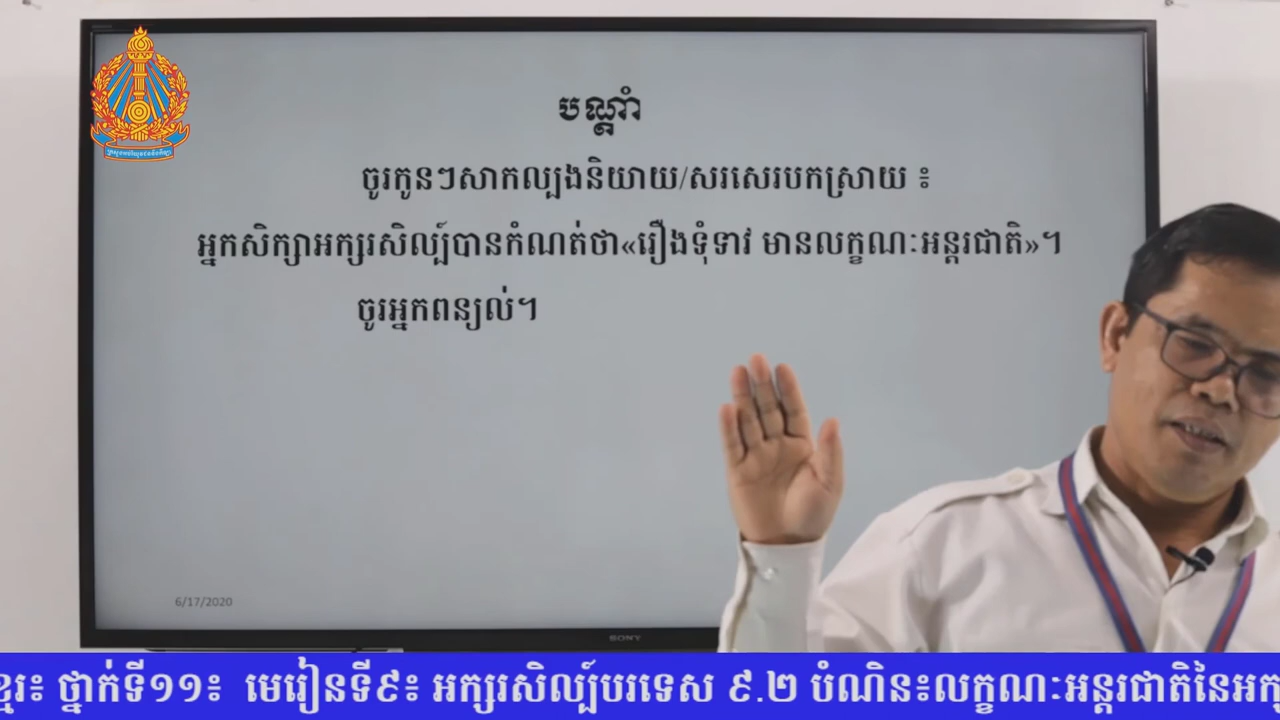 បណ្ដាំ
ចូរកូនៗសាកល្បងនិយាយ/សរសេរបកស្រាយ ៖
អ្នកសិក្សាអក្សរសិល្ប៍បានកំណត់ថា«រឿងទុំទាវ មានលក្ខណៈអន្តរជាតិ»។
ចូរអ្នកពន្យល់។
6/17/2020
SONY
ថ្នាក់ទី១១៖ មេរៀនទី៩៖ អក្សរសិល្ប៍បរទេស ៩.២ បំណិន៖លក្ខណៈអន្តរជាតិនៃ